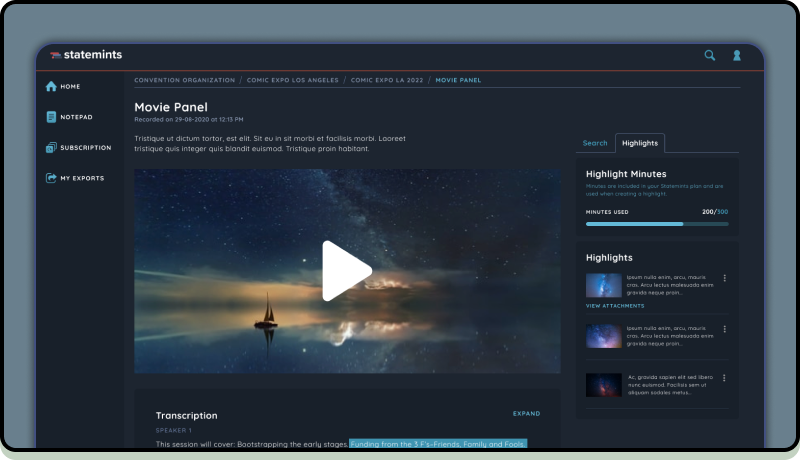 statemints
HOME
NOTEPAD
SUBSCRIPTION
MY EXPORTS
CONVENTION ORGANIZATION / COMIC EXPO LOS ANGELES / COMIC EXPO LA 2022 / MOVIE PANEL
Movie Panel
Recorded on 29-08-2020 at 12:13 PM
Tristique ut dictum tortor, est elit. Sit eu in sit morbi et facilisis morbi. Laoreet
tristique quis integer quis blandit euismod. Tristique proin habitant.
Transcription
EXPAND
SPEAKER 1
This session will cover: Bootstrapping the early stages. Funding from the 3 F's–Friends, Family and Fools.
Search
Highlights
Highlight Minutes
Minutes are included in your Statemints plan and are
used when creating a highlight.
MINUTES USED
200/300
Highlights
Ipsum nulla enim, arcu, mauris
cras. Arcu lectus malesuada enim
gravida neque proin...
VIEW ATTACHMENTS
Ipsum nulla enim, arcu, mauris
cras. Arcu lectus malesuada enim
gravida neque proin...
Ac, gravida sapien elit sed libero
nunc euismod. Facilisis sem ut
aliquam sodales metus...